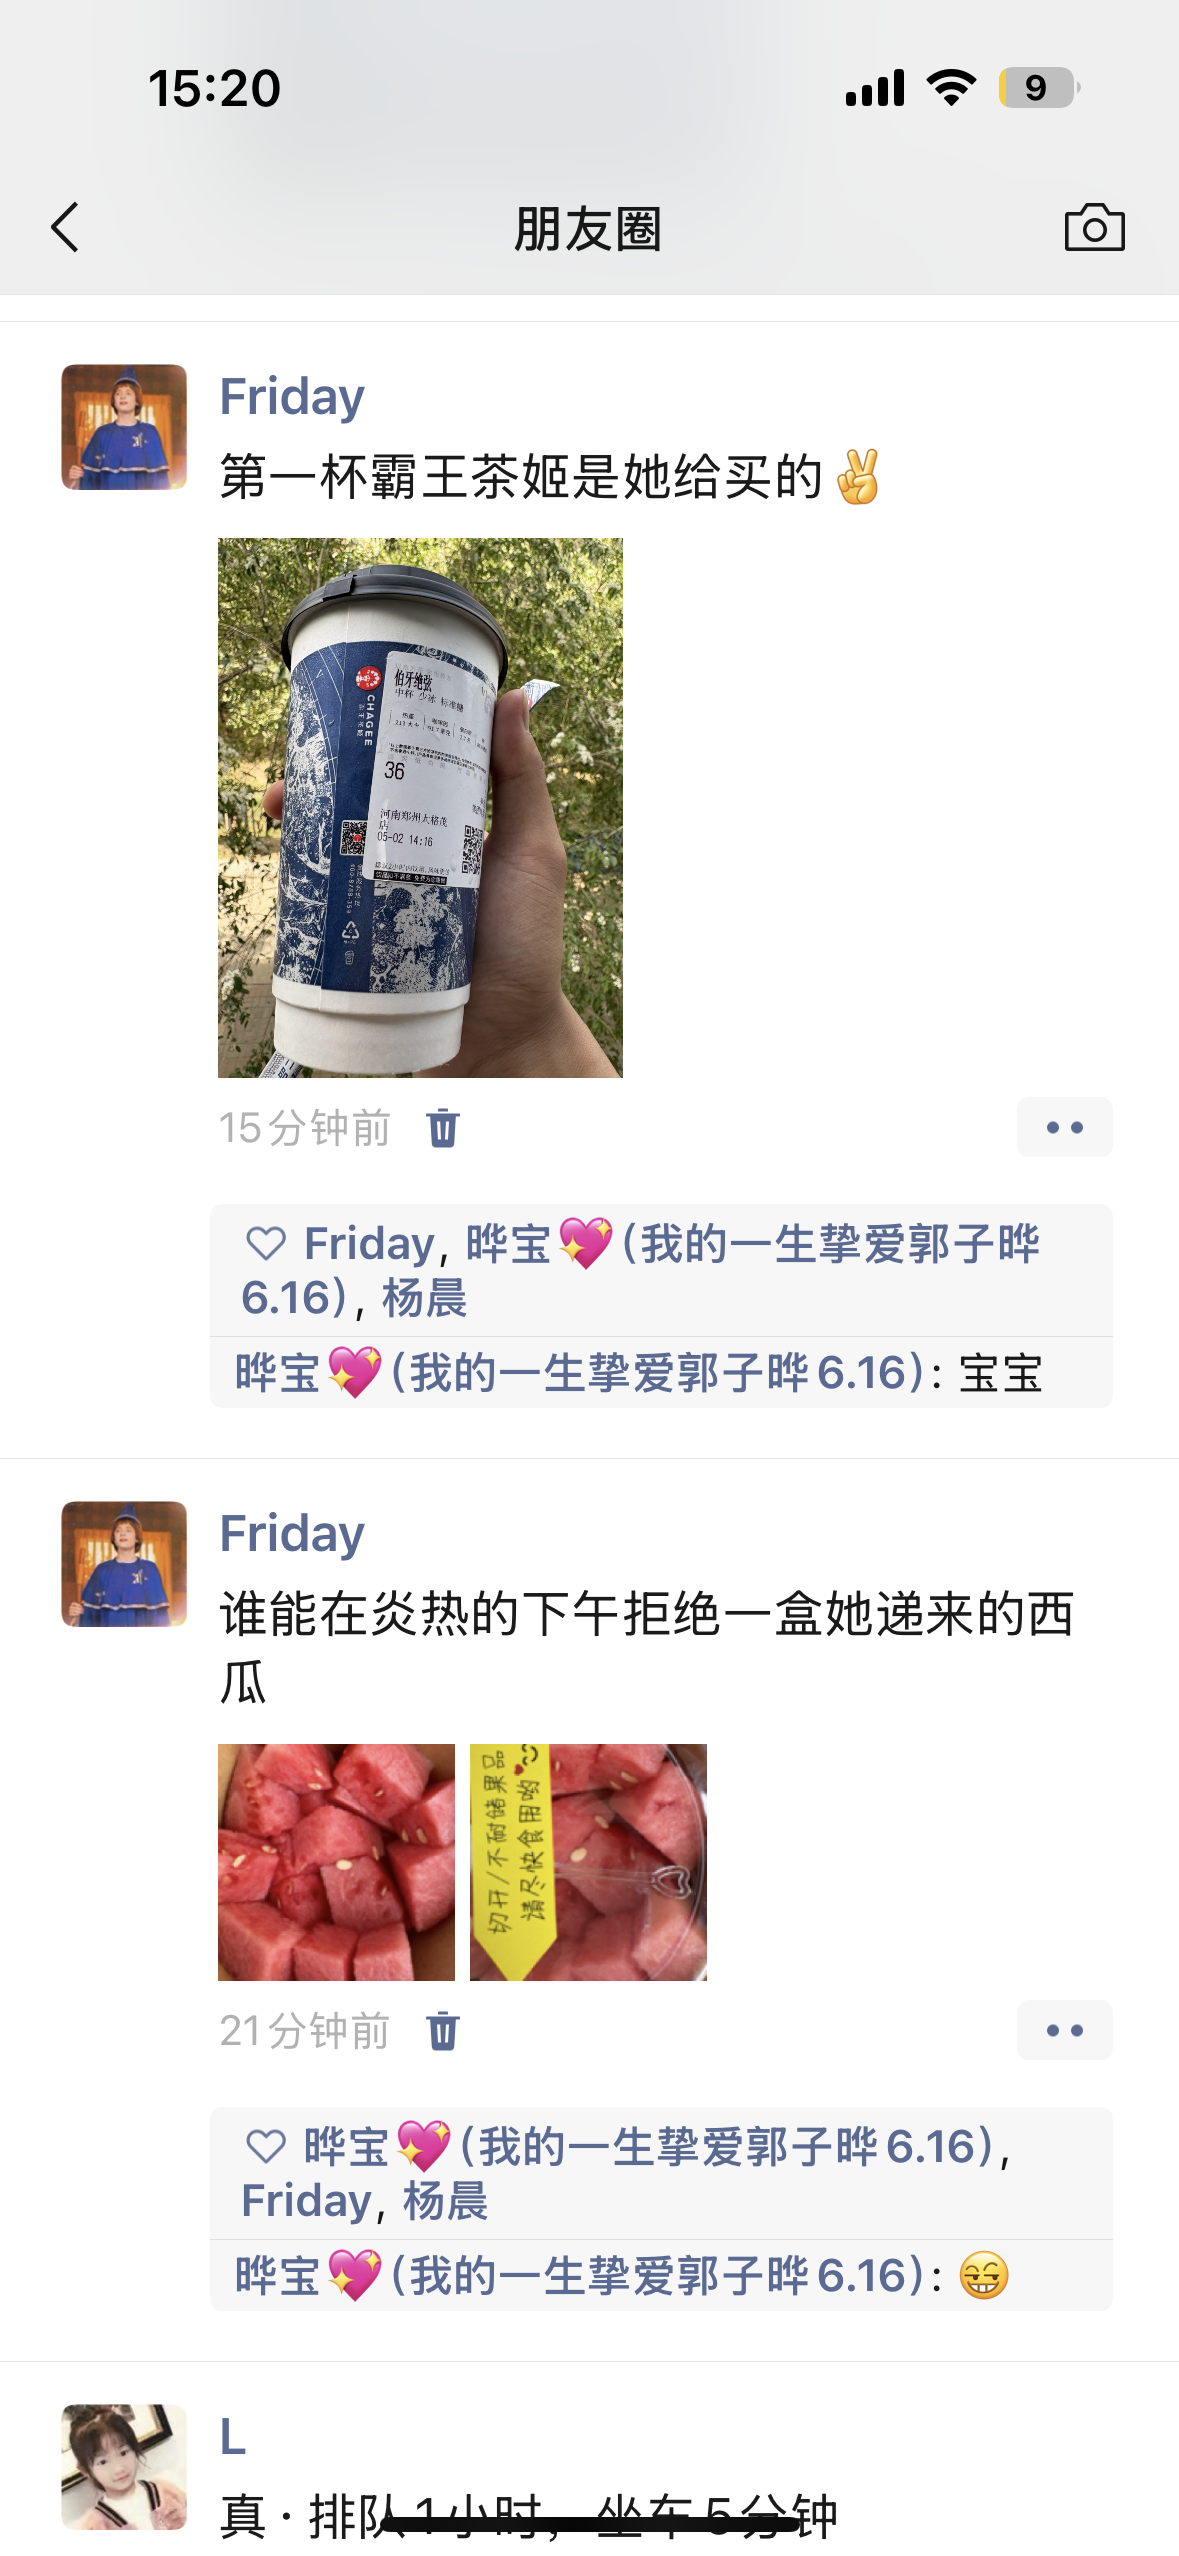 15:20
9
朋友圈
Friday
第一杯霸王茶姬是她给买的✌️
伯牙绝弦
中杯 少冰 标准糖
CHAGEE
36
河南郑州大格茂
店
05-02 14:16
15分钟前
Friday, 晔宝💖(我的一生挚爱郭子晔
6.16), 杨晨
晔宝💖(我的一生挚爱郭子晔6.16): 宝宝
Friday
谁能在炎热的下午拒绝一盒她递来的西
瓜
切开/不耐储果品
请尽快食用哟
21分钟前
晔宝💖(我的一生挚爱郭子晔6.16),
Friday, 杨晨
晔宝💖(我的一生挚爱郭子晔6.16): 😁
L
真·排队1小时，坐车5分钟